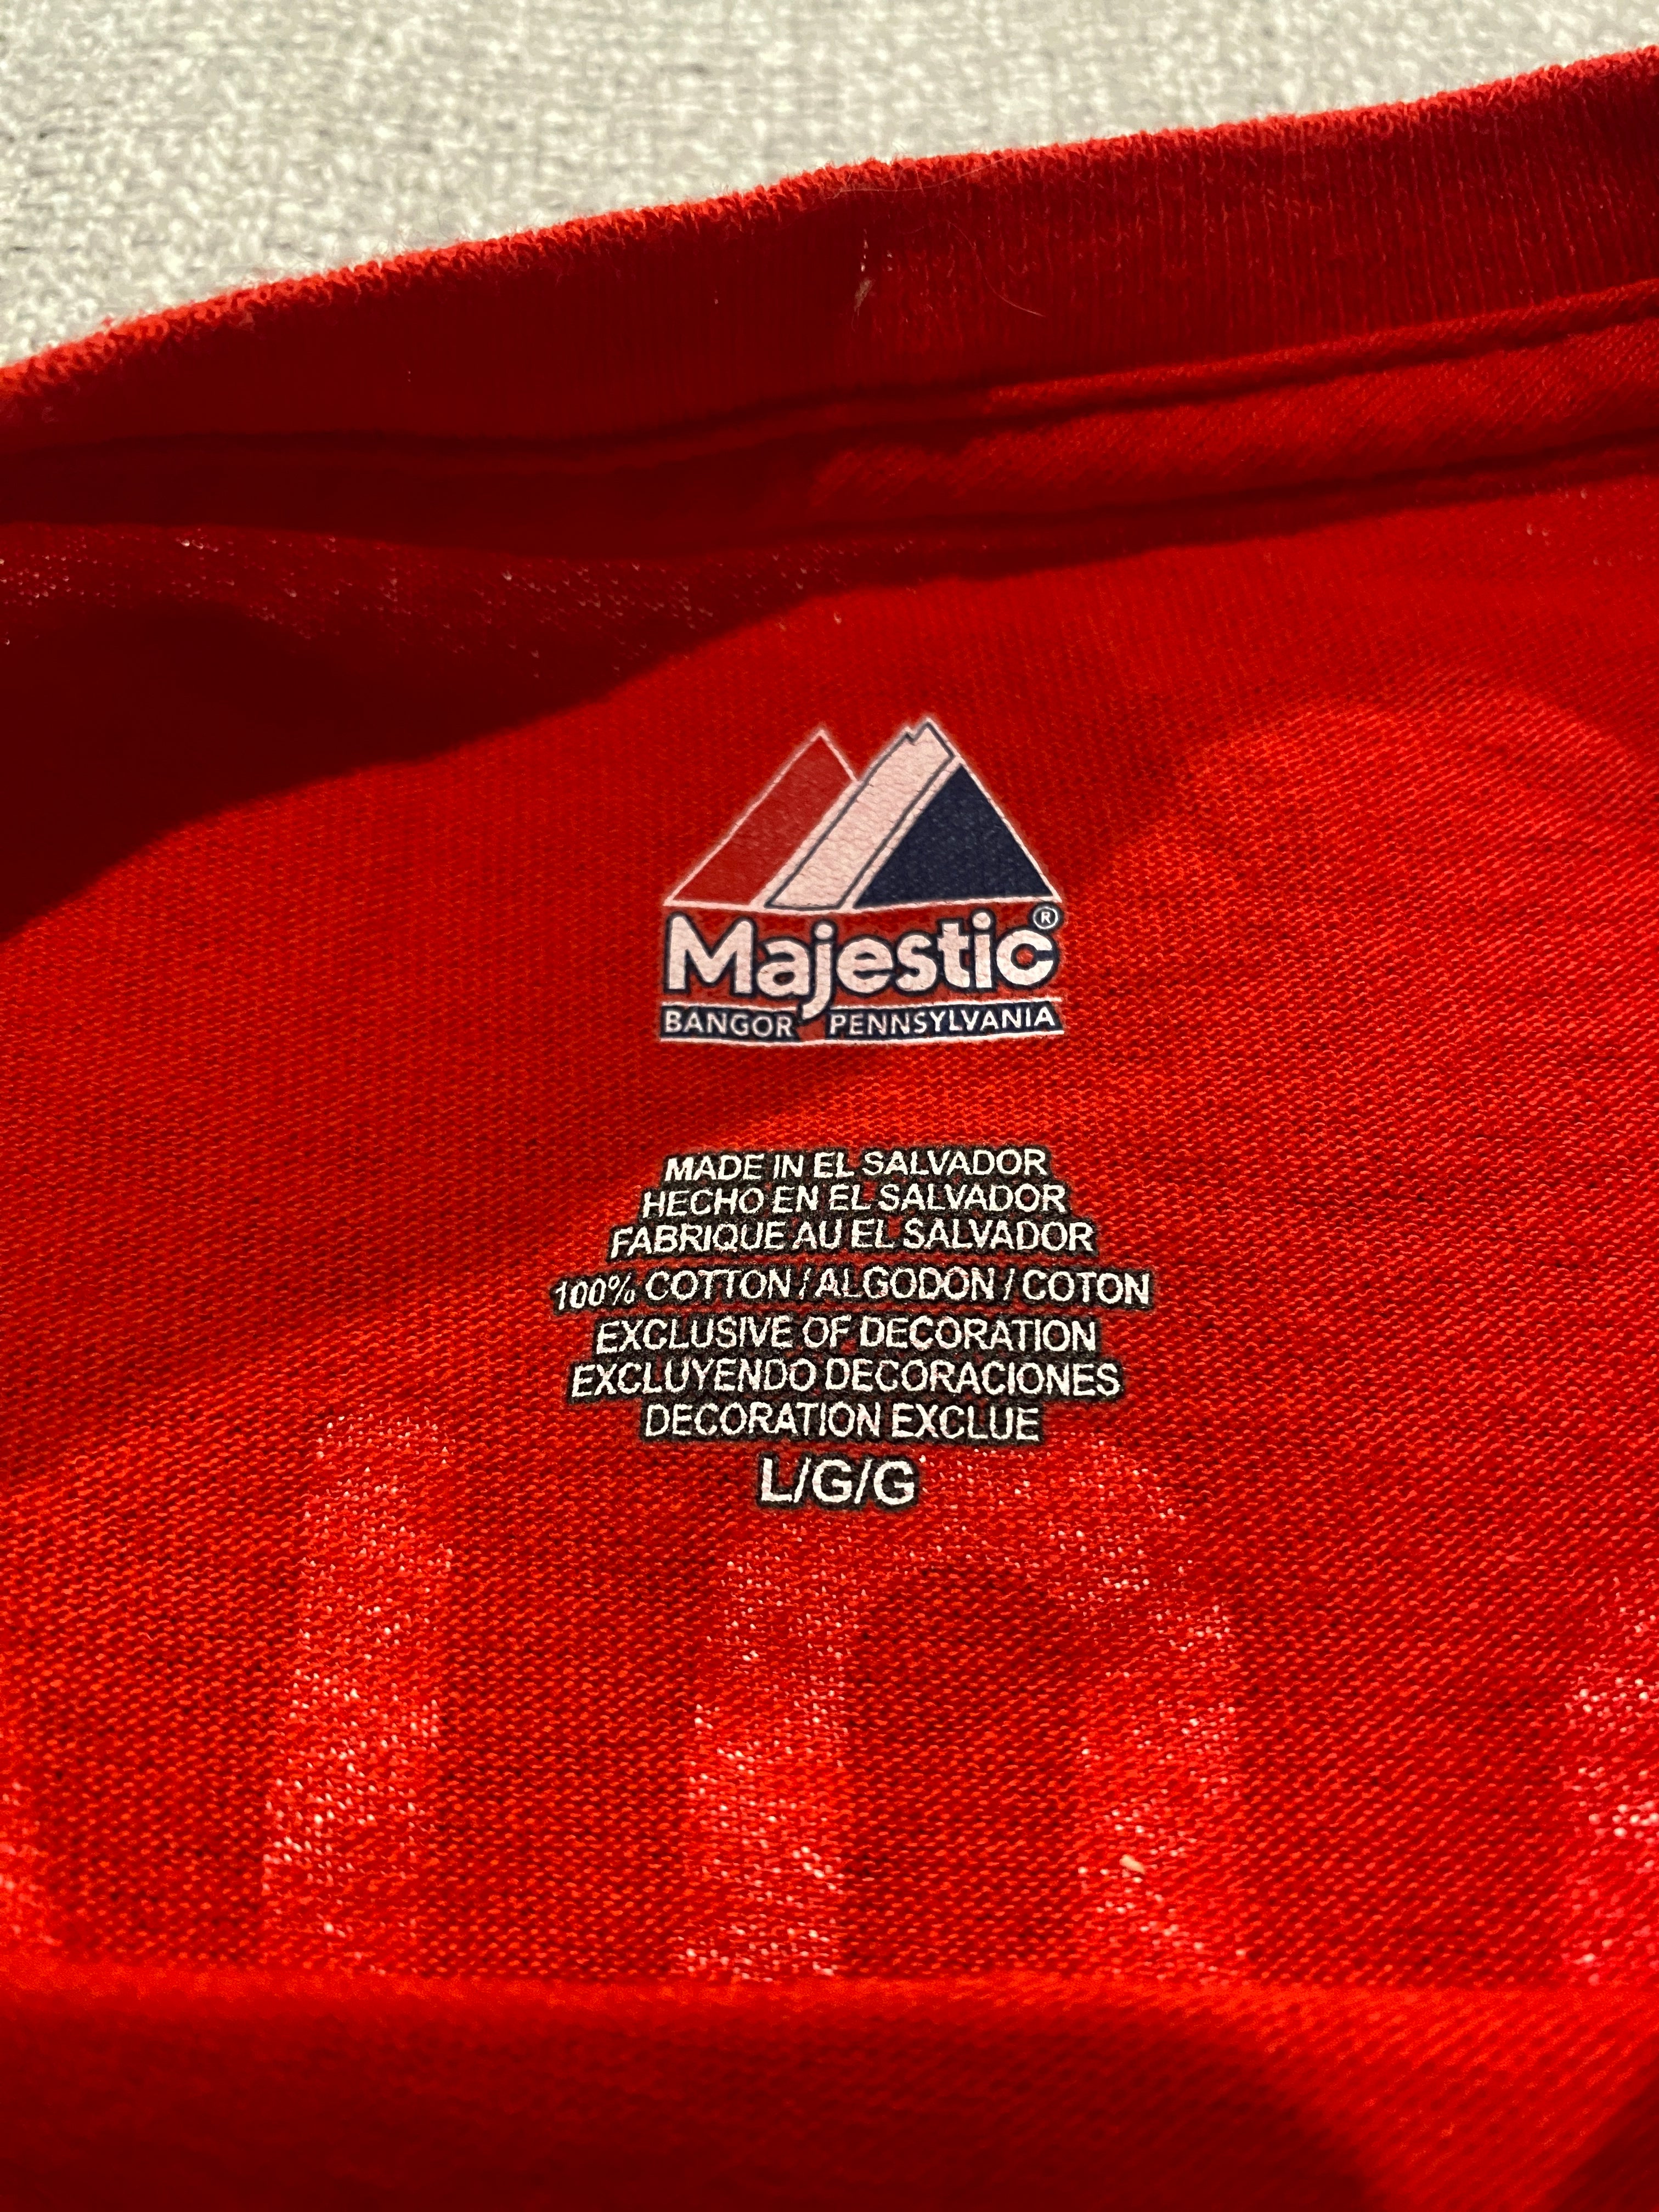 Majestic®
BANGOR PENNSYLVANIA
MADE IN EL SALVADOR
HECHO EN EL SALVADOR
FABRIQUE AU EL SALVADOR
100% COTTON / ALGODON / COTON
EXCLUSIVE OF DECORATION
EXCLUYENDO DECORACIONES
DECORATION EXCLUE
L/G/G